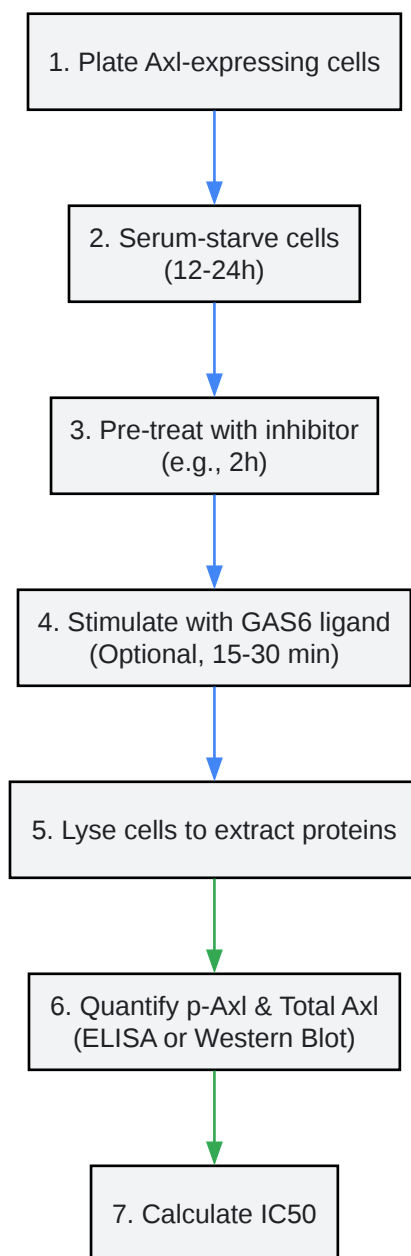 1. Plate Axl-expressing cells
2. Serum-starve cells
(12-24h)
3. Pre-treat with inhibitor
(e.g., 2h)
4. Stimulate with GAS6 ligand
(Optional, 15-30 min)
5. Lyse cells to extract proteins
6. Quantify p-Axl & Total Axl
(ELISA or Western Blot)
7. Calculate IC50